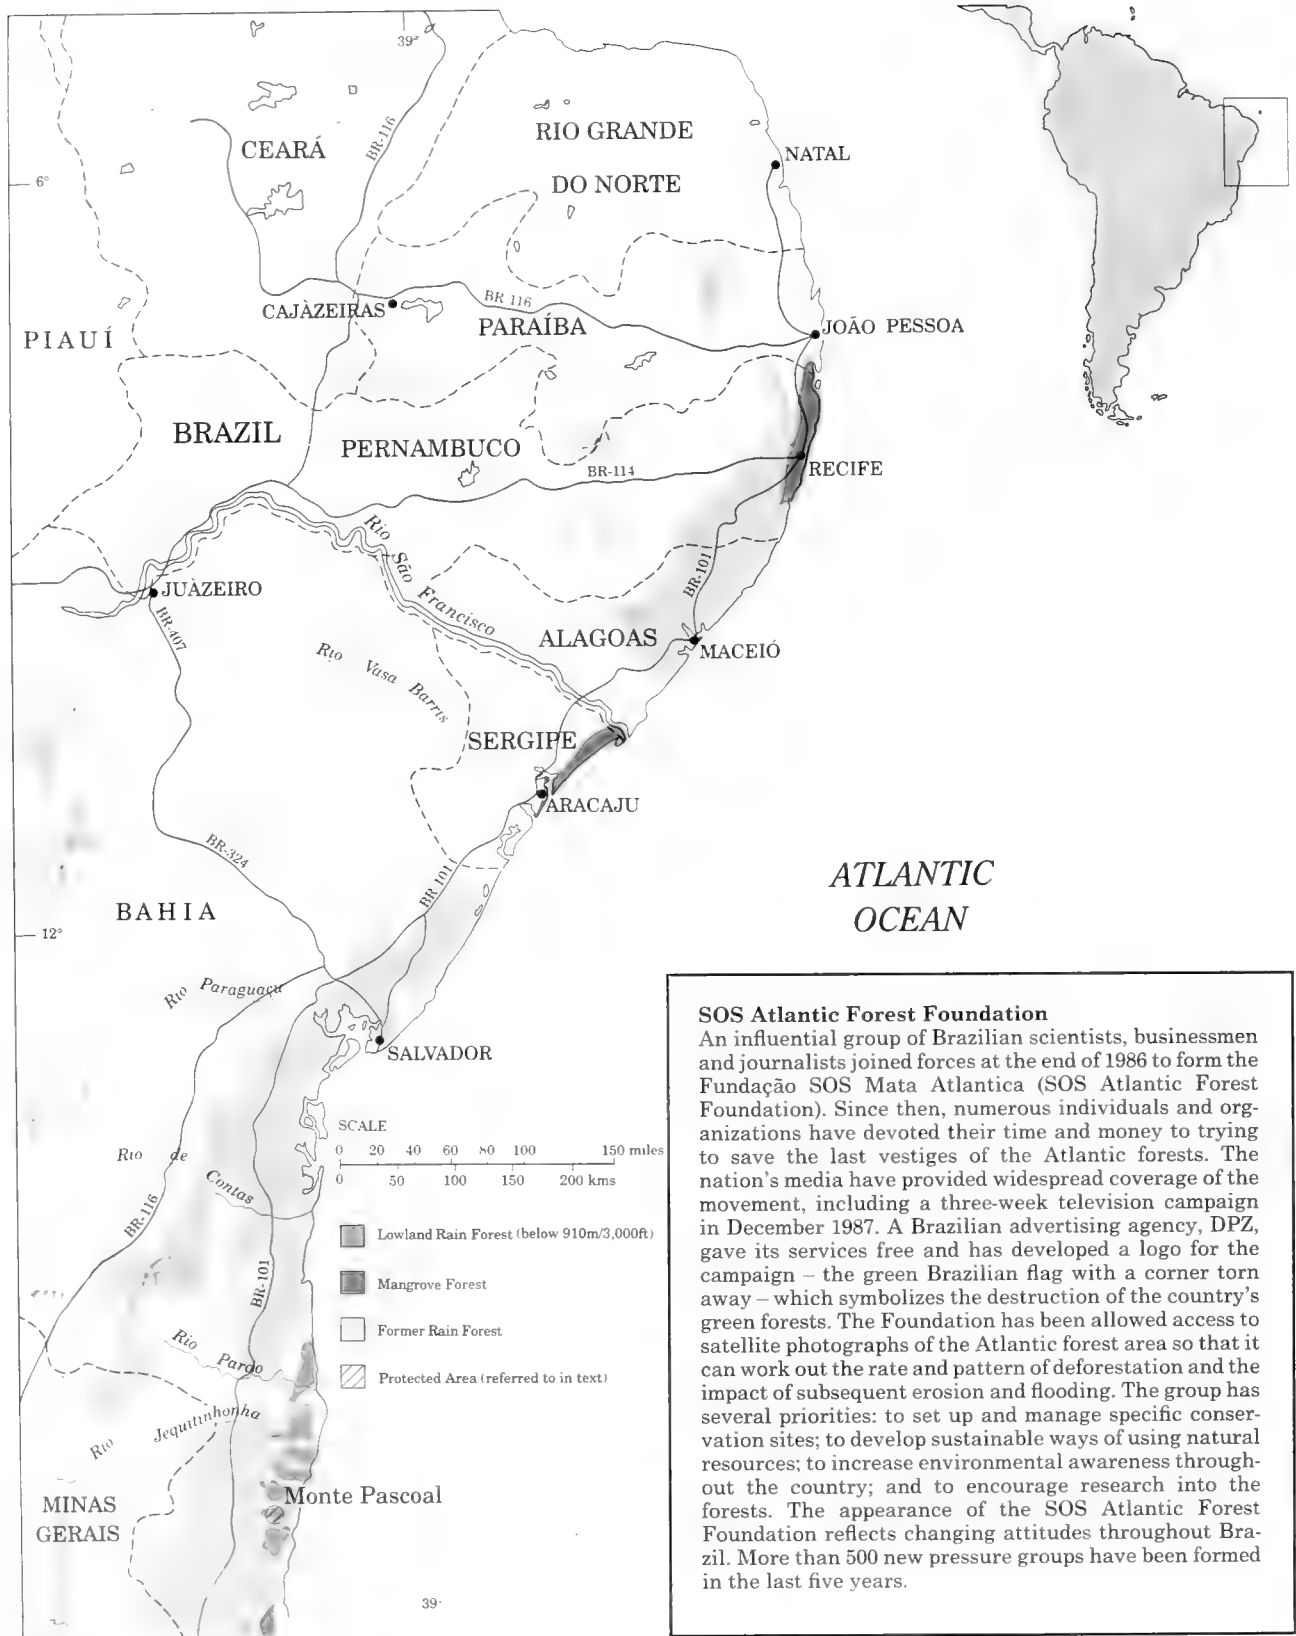 39°
CEARÁ
BR-116
RIO GRANDE
DO NORTE
NATAL
6°
CAJÀZEIRAS
BR 116
PARAÍBA
JOÃO PESSOA
PIAUÍ
BRAZIL
PERNAMBUCO
BR-114
RECIFE
Rio São Francisco
BR-101
JUÀZEIRO
BR-407
ALAGOAS
MACEIÓ
Rio Vasa Barris
SERGIPE
ARACAJU
BR-324
BR 101
ATLANTIC
OCEAN
BAHIA
12°
Rio Paraguaçu
SALVADOR
SCALE
0 20 40 60 80 100 150 miles
0 50 100 150 200 kms
Rio de Contas
BR-116
BR-101
Lowland Rain Forest (below 910m/3,000ft)
Mangrove Forest
Former Rain Forest
Protected Area (referred to in text)
Rio Pardo
Rio Jequitinhonha
MINAS
GERAIS
Monte Pascoal
39°
SOS Atlantic Forest Foundation
An influential group of Brazilian scientists, businessmen
and journalists joined forces at the end of 1986 to form the
Fundação SOS Mata Atlantica (SOS Atlantic Forest
Foundation). Since then, numerous individuals and org-
anizations have devoted their time and money to trying
to save the last vestiges of the Atlantic forests. The
nation's media have provided widespread coverage of the
movement, including a three-week television campaign
in December 1987. A Brazilian advertising agency, DPZ,
gave its services free and has developed a logo for the
campaign – the green Brazilian flag with a corner torn
away – which symbolizes the destruction of the country's
green forests. The Foundation has been allowed access to
satellite photographs of the Atlantic forest area so that it
can work out the rate and pattern of deforestation and the
impact of subsequent erosion and flooding. The group has
several priorities: to set up and manage specific conser-
vation sites; to develop sustainable ways of using natural
resources; to increase environmental awareness through-
out the country; and to encourage research into the
forests. The appearance of the SOS Atlantic Forest
Foundation reflects changing attitudes throughout Bra-
zil. More than 500 new pressure groups have been formed
in the last five years.